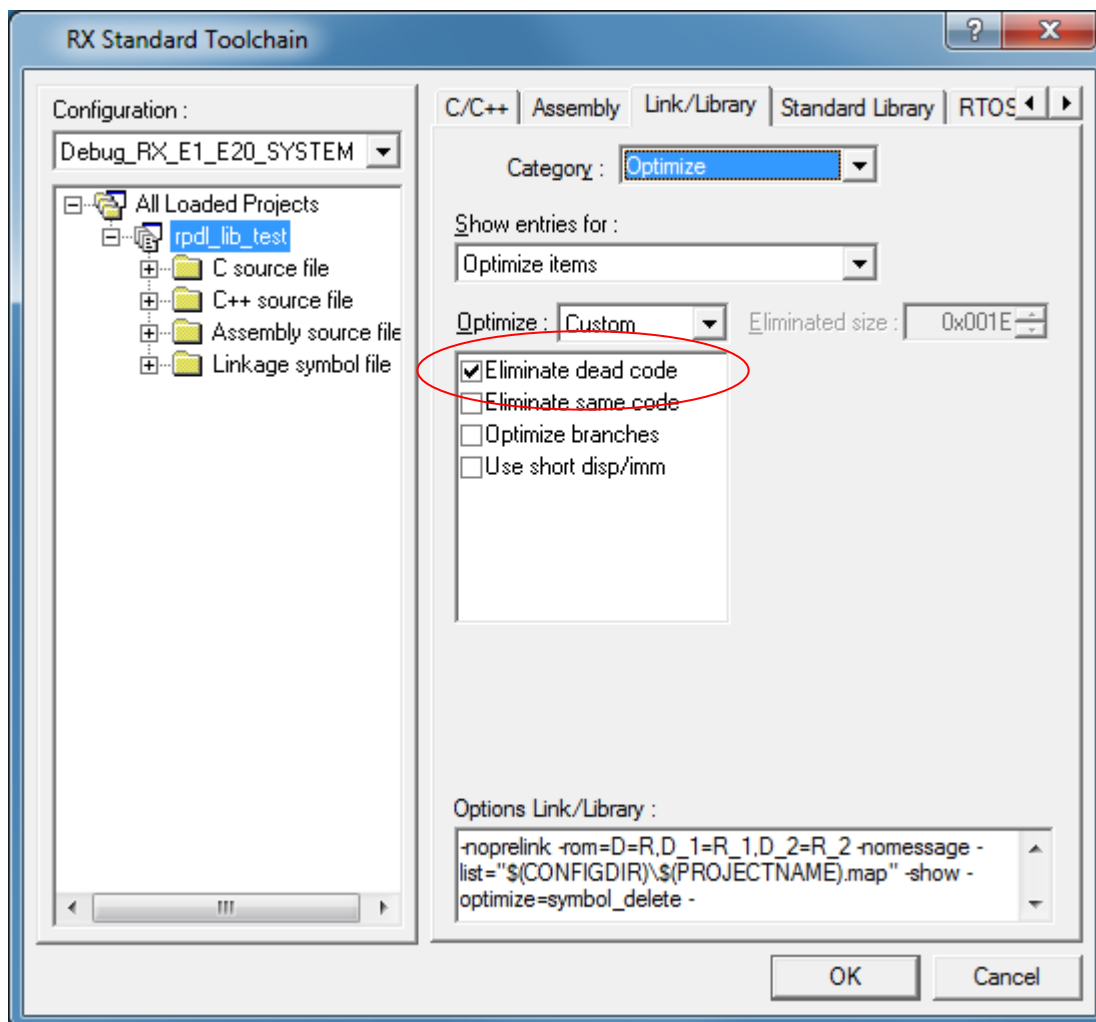 RX Standard Toolchain
?
x
Configuration :
Debug_RX_E1_E20_SYSTEM
All Loaded Projects
rpdl_lib_test
C source file
C++ source file
Assembly source file
Linkage symbol file
C/C++ Assembly Link/Library Standard Library RTOS
Category : Optimize
Show entries for :
Optimize items
Optimize : Custom Eliminated size : 0x001E
Eliminate dead code
Eliminate same code
Optimize branches
Use short disp/imm
Options Link/Library :
-noprelink -rom=D=R,D_1=R_1,D_2=R_2 -nomessage -
list="$(CONFIGDIR)\$(PROJECTNAME).map" -show -
optimize=symbol_delete -
OK Cancel